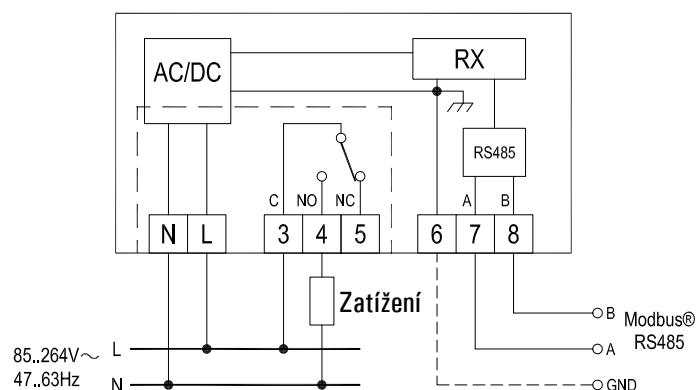 AC/DC
RX
RS485
C NO NC
A B
N L 3 4 5 6 7 8
Zatížení
B
Modbus®
RS485
A
85..264V~
47..63Hz
L
N
GND